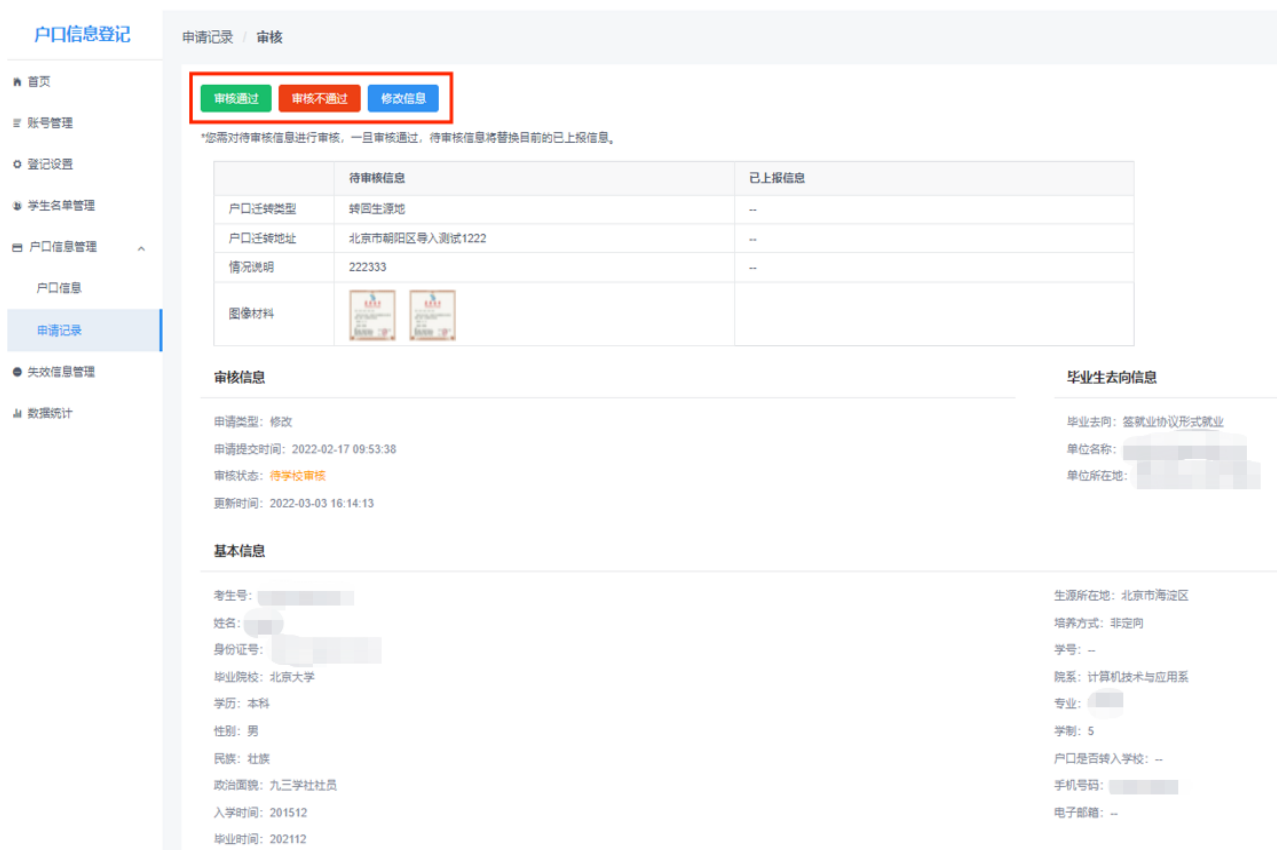 户口信息登记
首页
账号管理
登记设置
学生名单管理
户口信息管理
户口信息
申请记录
失效信息管理
数据统计
申请记录 / 审核
审核通过 审核不通过 修改信息
*您需对待审核信息进行审核，一旦审核通过，待审核信息将替换目前的已上报信息。
待审核信息 已上报信息
户口迁转类型 转回生源地 --
户口迁转地址 北京市朝阳区导入测试1222 --
情况说明 222333 --
图像材料
审核信息
申请类型：修改
申请提交时间：2022-02-17 09:53:38
审核状态：待学校审核
更新时间：2022-03-03 16:14:13
毕业生去向信息
毕业去向：签就业协议形式就业
单位名称：
单位所在地：
基本信息
考生号：
姓名：
身份证号：
毕业院校：北京大学
学历：本科
性别：男
民族：壮族
政治面貌：九三学社社员
入学时间：201512
毕业时间：202112
生源所在地：北京市海淀区
培养方式：非定向
学号：--
院系：计算机技术与应用系
专业：
学制：5
户口是否转入学校：--
手机号码：
电子邮箱：--